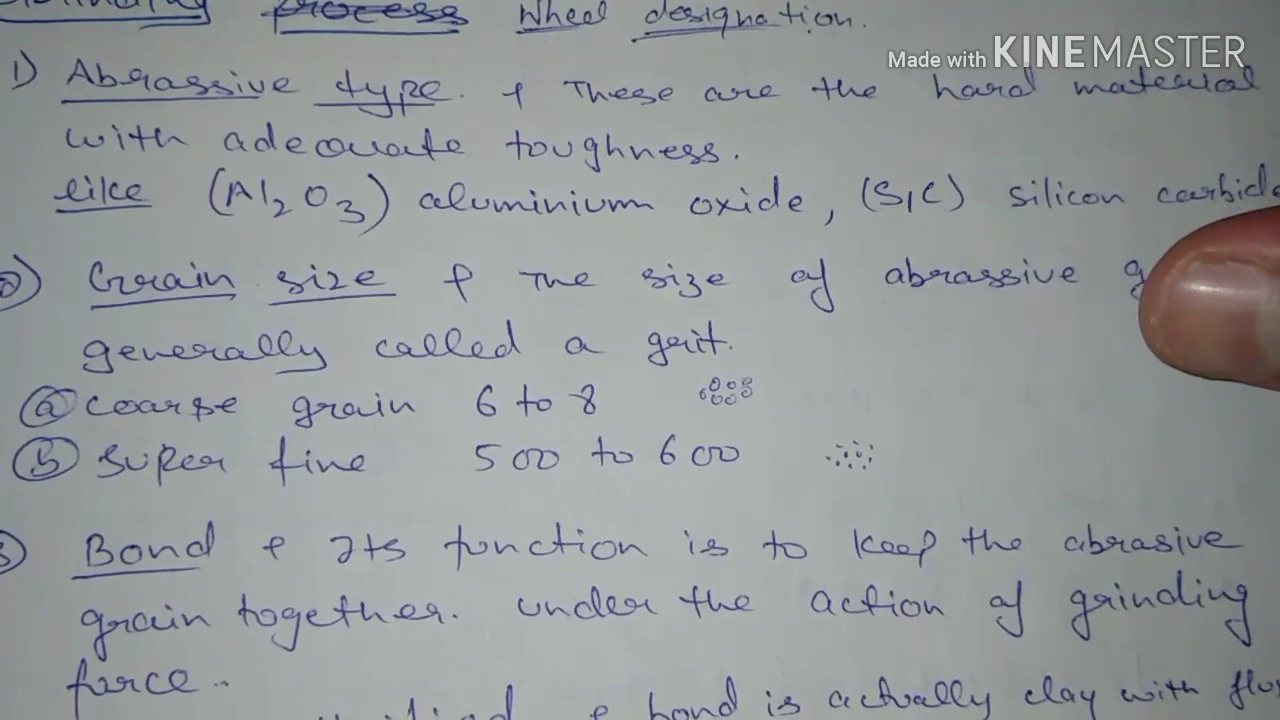 process Wheel designation.
Made with KINEMASTER
1) Abrassive type. These are the hard material
with adequate toughness.
like (Al2O3) aluminium oxide, (SiC) silicon carbide
2) Grain size The size of abrassive
generally called a grit.
(a) coarse grain 6 to 8
(b) super fine 500 to 600
3) Bond Its function is to keep the abrasive
grain together. under the action of grinding
force..
bond is actually clay with